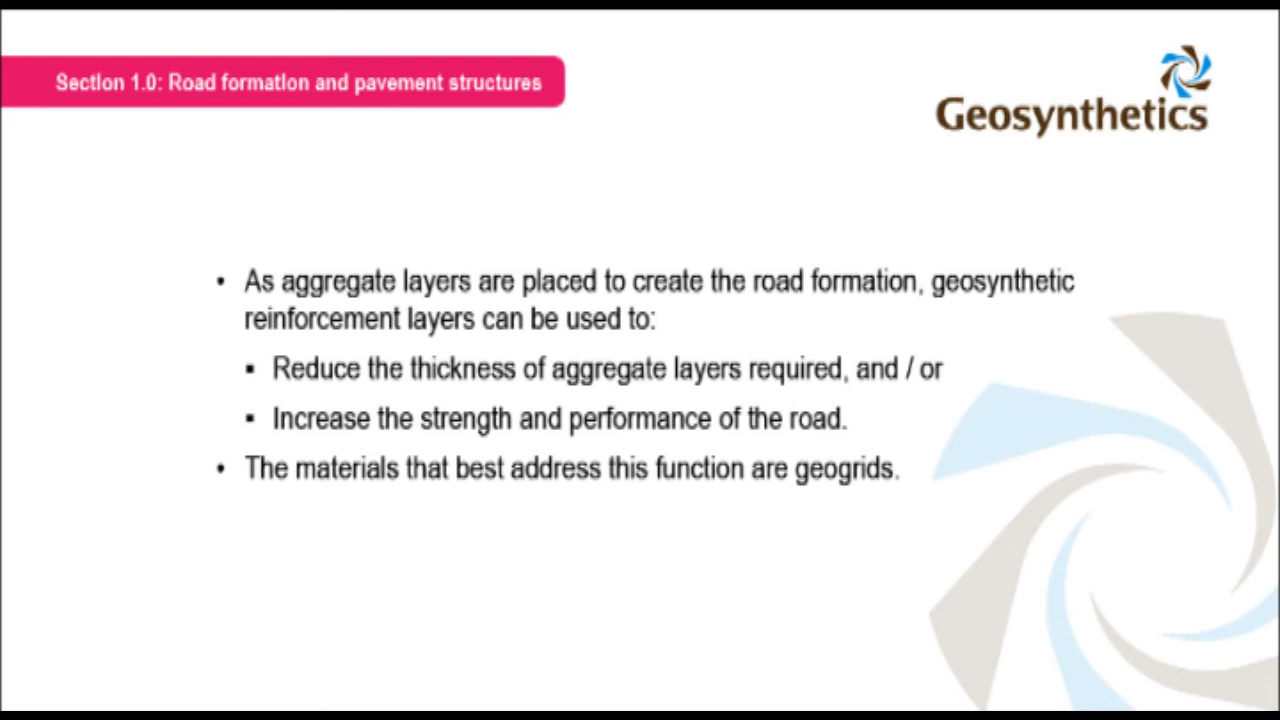 Section 1.0: Road formation and pavement structures
Geosynthetics
• As aggregate layers are placed to create the road formation, geosynthetic
reinforcement layers can be used to:
▪ Reduce the thickness of aggregate layers required, and / or
▪ Increase the strength and performance of the road.
• The materials that best address this function are geogrids.